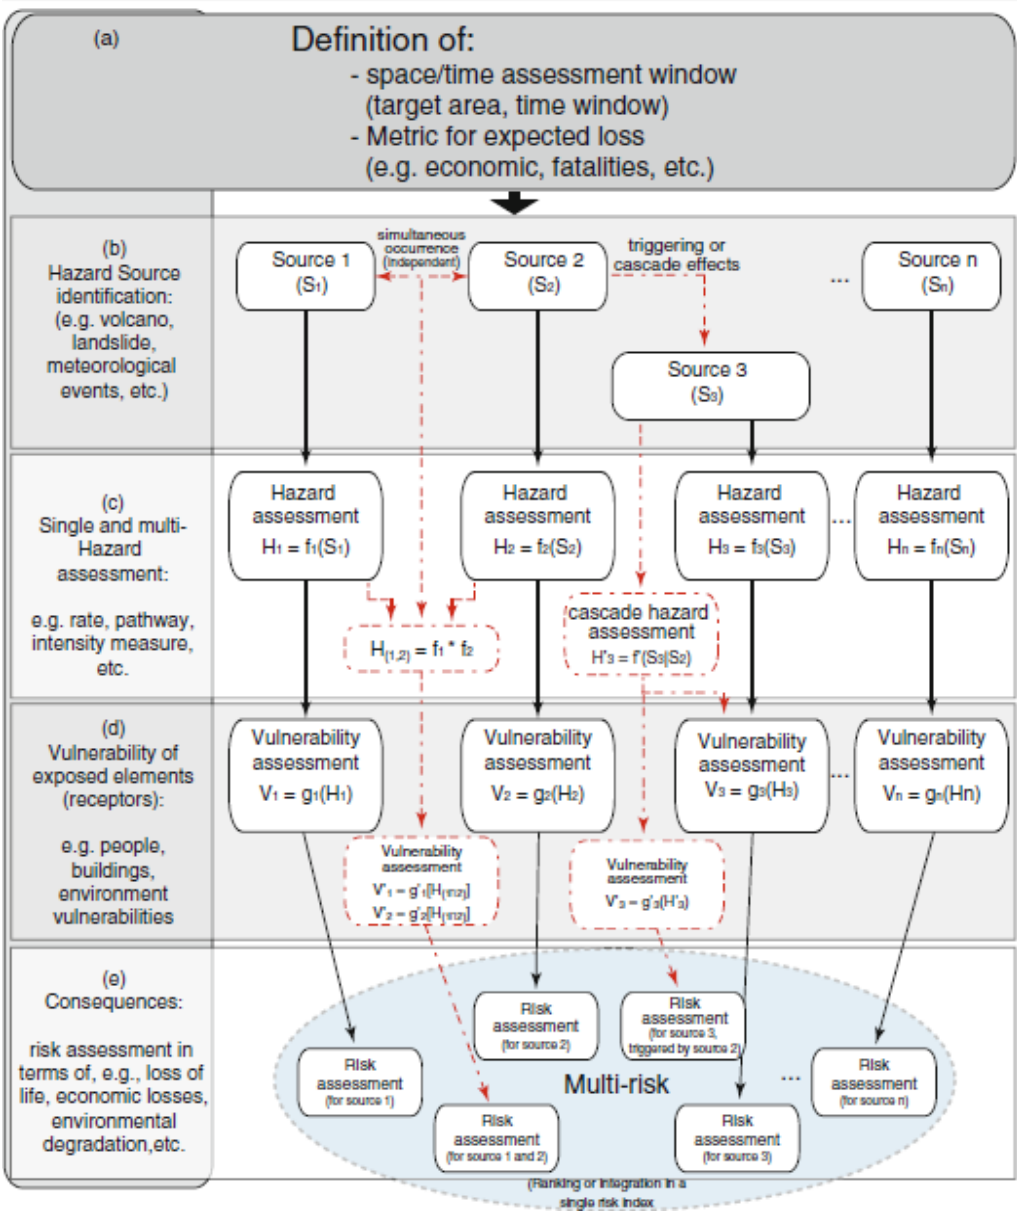 (a)
Definition of:
- space/time assessment window
(target area, time window)
- Metric for expected loss
(e.g. economic, fatalities, etc.)
(b)
Hazard Source
identification:
(e.g. volcano,
landslide,
meteorological
events, etc.)
Source 1
(S₁)
simultaneous
occurrence
(independent)
Source 2
(S₂)
triggering or
cascade effects
...
Source n
(Sn)
Source 3
(S₃)
(c)
Single and multi-
Hazard
assessment:
e.g. rate, pathway,
intensity measure,
etc.
Hazard
assessment
H₁ = f₁(S₁)
Hazard
assessment
H₂ = f₂(S₂)
Hazard
assessment
H₃ = f₃(S₃)
...
Hazard
assessment
Hn = fn(Sn)
H(1,2) = f₁ * f₂
cascade hazard
assessment
H'₃ = f'(S₃|S₂)
(d)
Vulnerability of
exposed elements
(receptors):
e.g. people,
buildings,
environment
vulnerabilities
Vulnerability
assessment
V₁ = g₁(H₁)
Vulnerability
assessment
V₂ = g₂(H₂)
Vulnerability
assessment
V₃ = g₃(H₃)
...
Vulnerability
assessment
Vn = gn(Hn)
Vulnerability
assessment
V'₁ = g'₁[H(1∩2)]
V'₂ = g'₂[H(1∩2)]
Vulnerability
assessment
V'₃ = g'₃(H'₃)
(e)
Consequences:
risk assessment in
terms of, e.g., loss of
life, economic losses,
environmental
degradation,etc.
Risk
assessment
(for source 1)
Risk
assessment
(for source 2)
Risk
assessment
(for source 3,
triggered by source 2)
Multi-risk
...
Risk
assessment
(for source n)
Risk
assessment
(for source 1 and 2)
Risk
assessment
(for source 3)
(Ranking or integration in a
single risk index